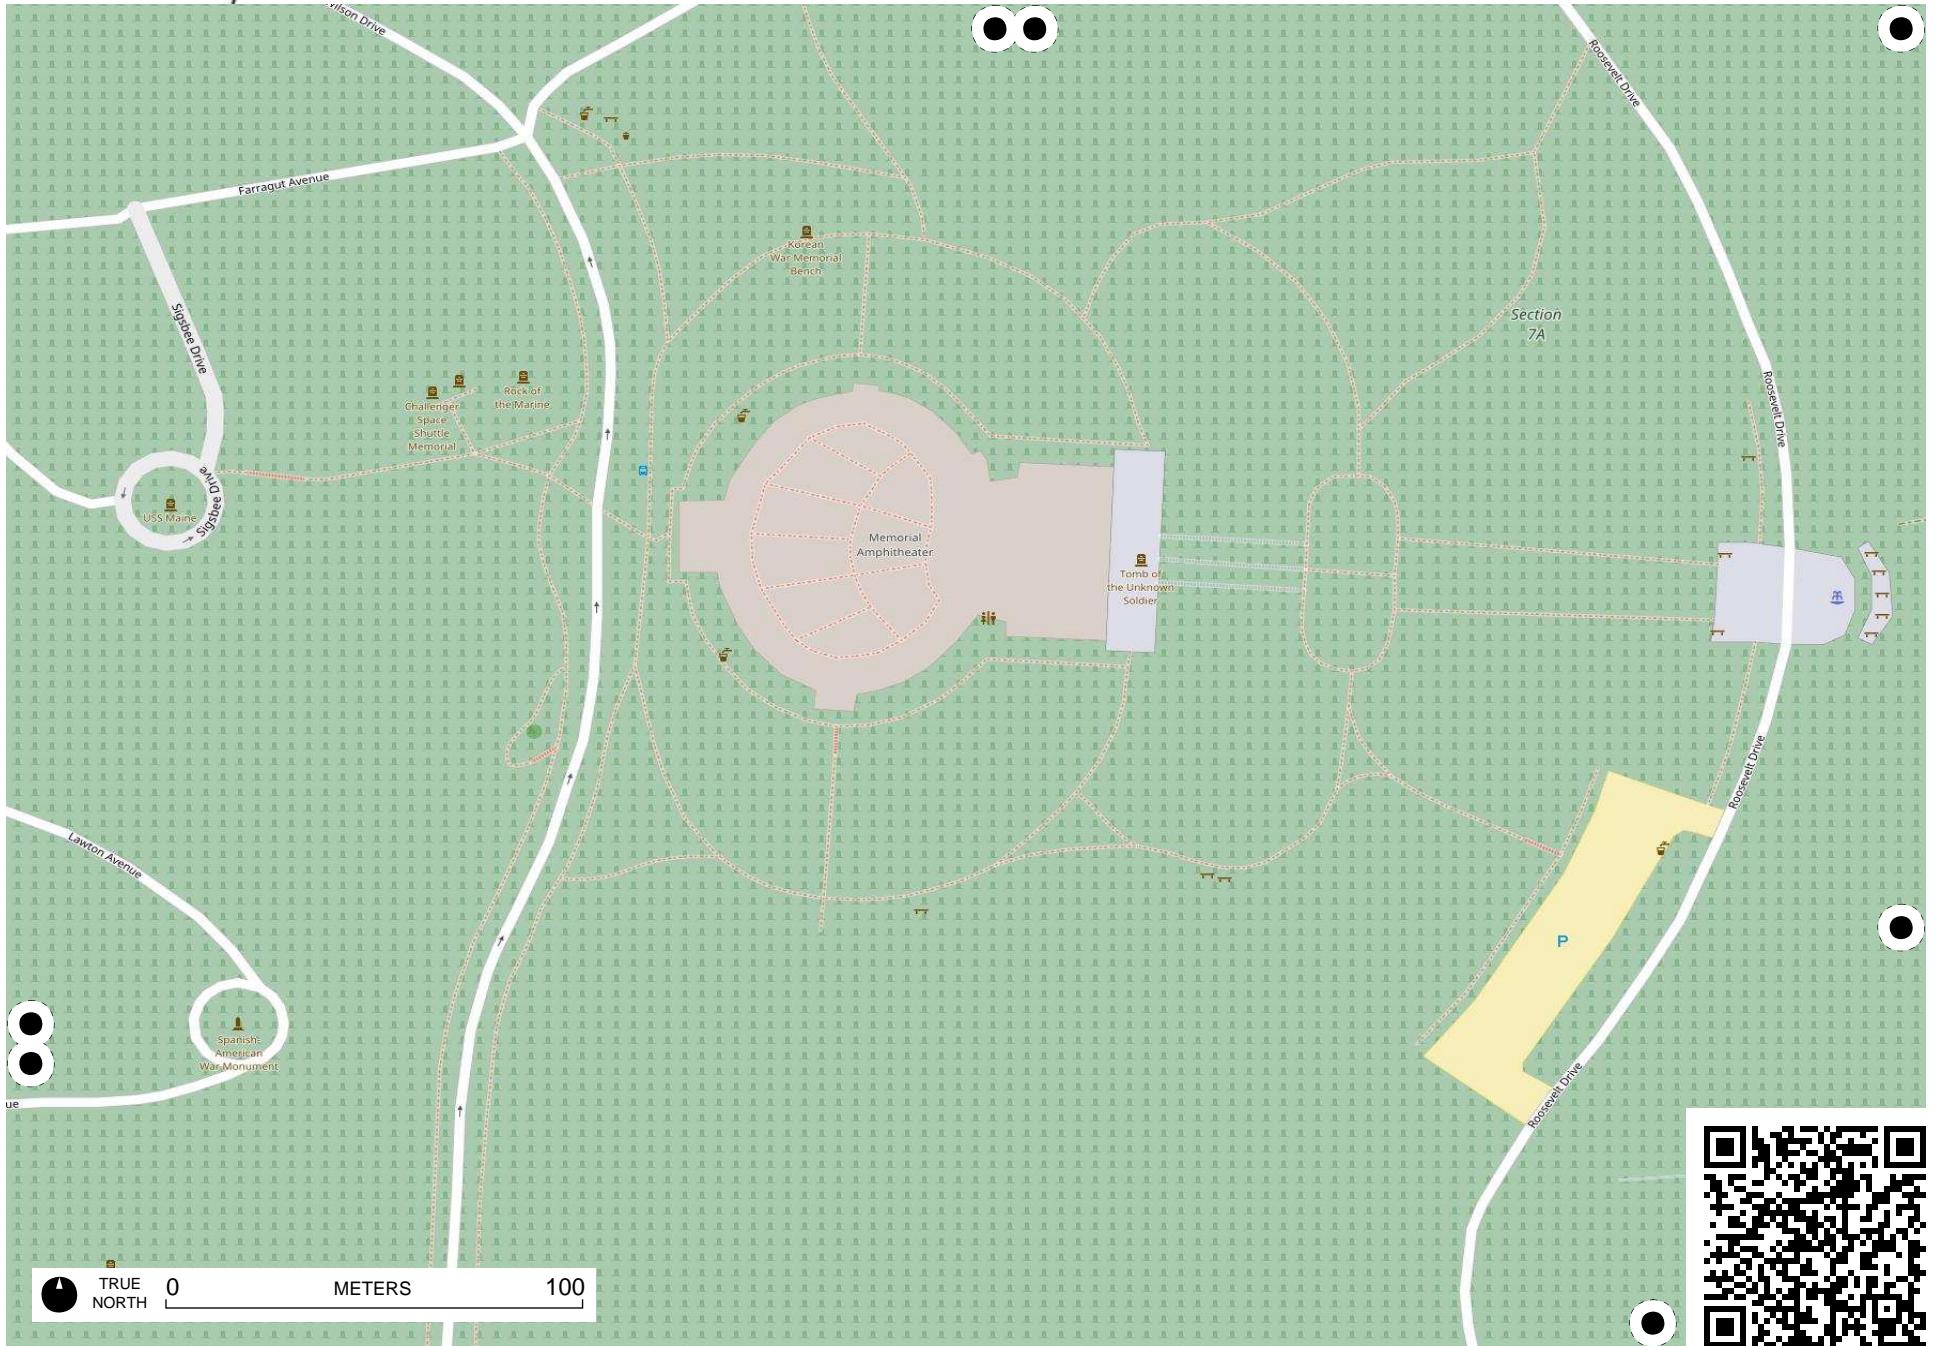 Wilson Drive
Roosevelt Drive
Farragut Avenue
Korean
War Memorial
Bench
Sigsbee Drive
Section
7A
Rock of
the Marine
Challenger
Space
Shuttle
Memorial
Roosevelt Drive
Sigsbee Drive
USS Maine
Memorial
Amphitheater
Tomb of
the Unknown
Soldier
Roosevelt Drive
Lawton Avenue
P
Spanish-
American
War Monument
ue
Roosevelt Drive
TRUE
NORTH
0 METERS 100